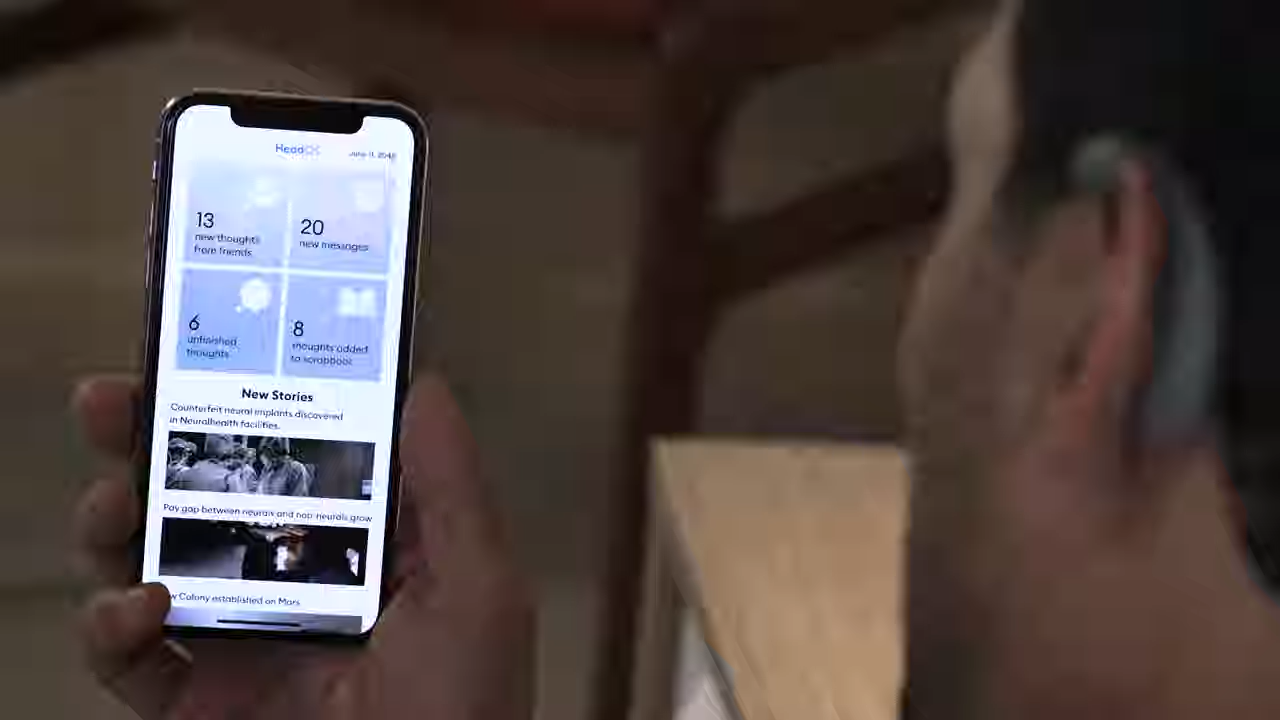 Head
13
new thoughts
from friends
20
new messages
6
unfinished
thoughts
8
thoughts added
to scrapbook
New Stories
Counterfeit neural implants discovered
in Neuralhealth facilities.
Pay gap between neurals and non-neurals grow
w Colony established on Mars